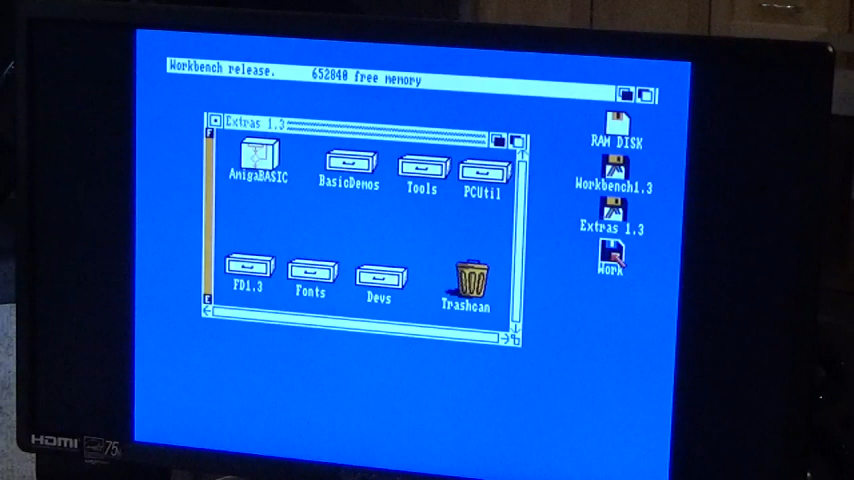 Workbench release. 652840 free memory
Extras 1.3
AmigaBASIC
BasicDemos
Tools
PCUtil
FD1.3
Fonts
Devs
Trashcan
RAM DISK
Workbench1.3
Extras 1.3
Work
F
E
HDMI
75